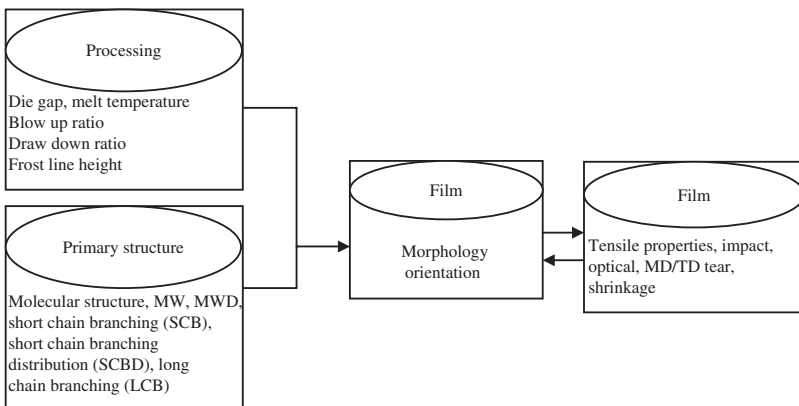 Processing
Die gap, melt temperature
Blow up ratio
Draw down ratio
Frost line height
Primary structure
Molecular structure, MW, MWD,
short chain branching (SCB),
short chain branching
distribution (SCBD), long
chain branching (LCB)
Film
Morphology
orientation
Film
Tensile properties, impact,
optical, MD/TD tear,
shrinkage